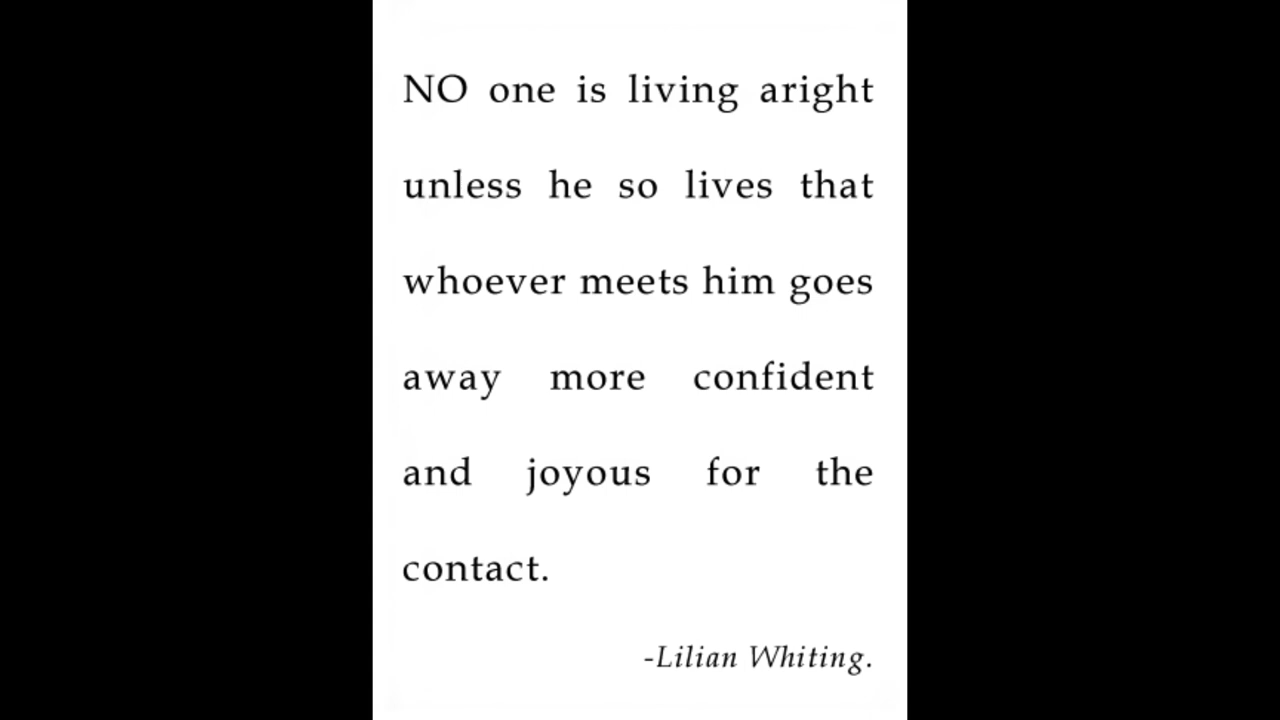 NO one is living aright
unless he so lives that
whoever meets him goes
away more confident
and joyous for the
contact.
-Lilian Whiting.